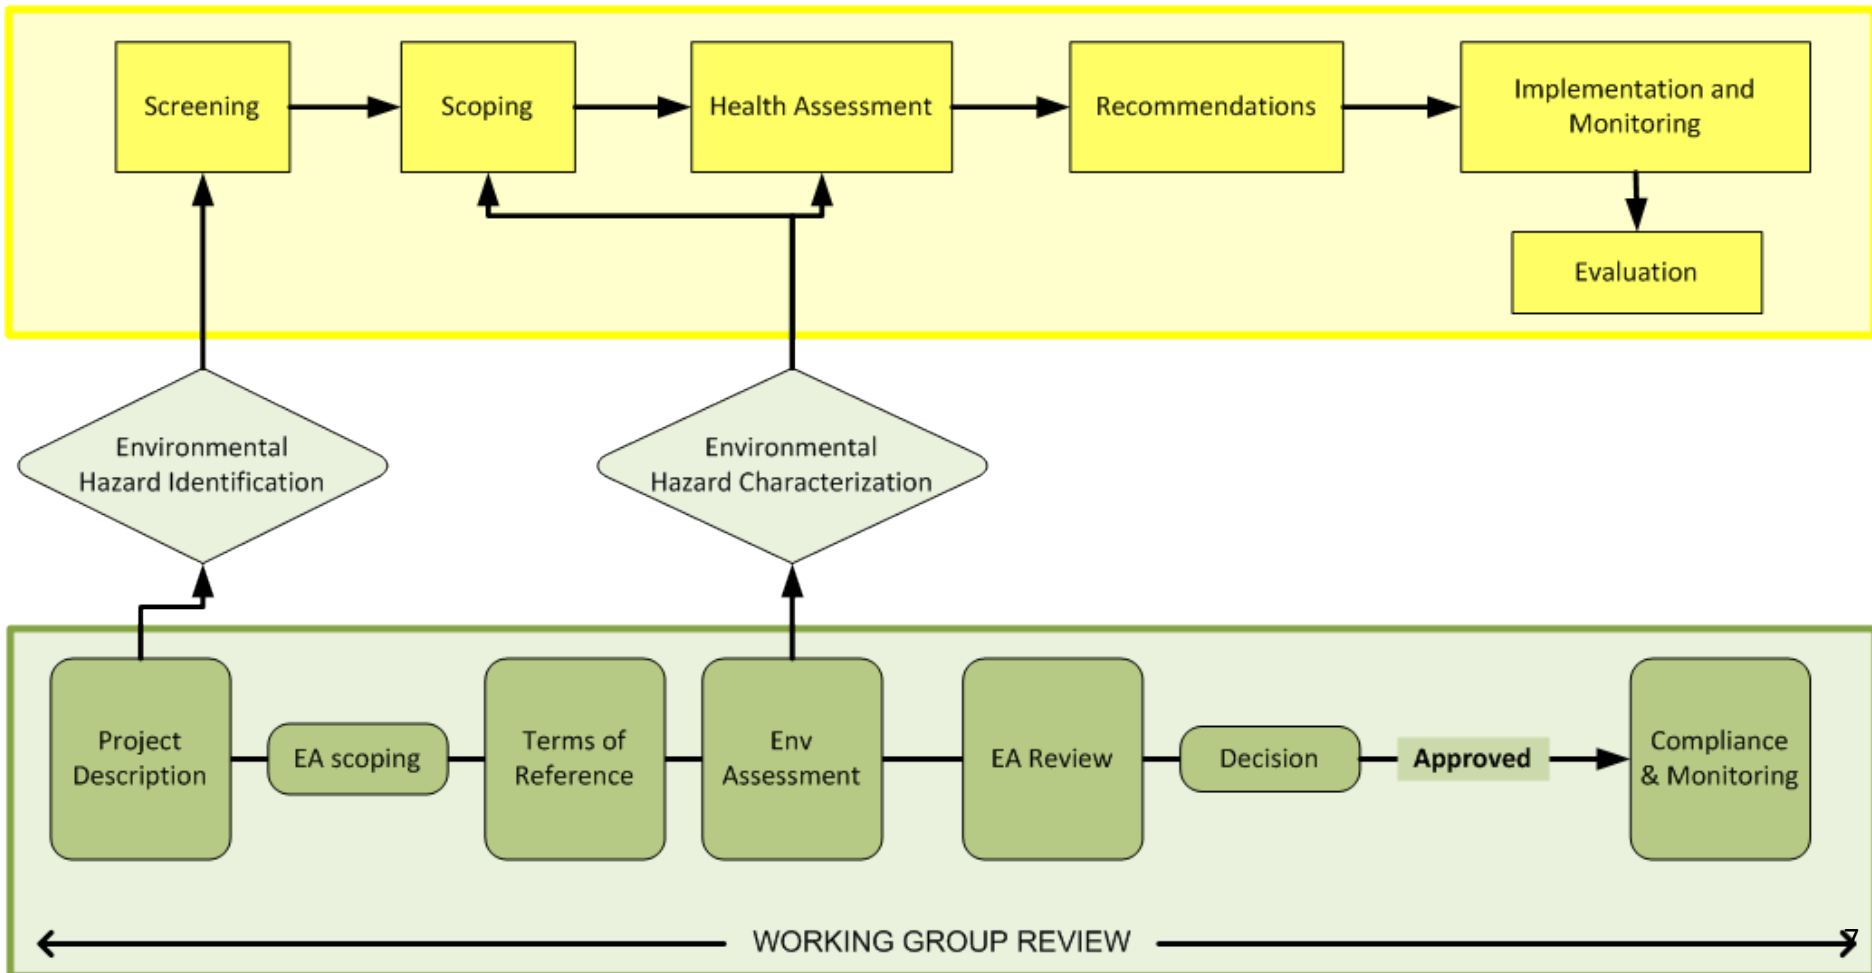 Screening
Scoping
Health Assessment
Recommendations
Implementation and
Monitoring
Evaluation
Environmental
Hazard Identification
Environmental
Hazard Characterization
Project
Description
EA scoping
Terms of
Reference
Env
Assessment
EA Review
Decision
Approved
Compliance
& Monitoring
WORKING GROUP REVIEW
7